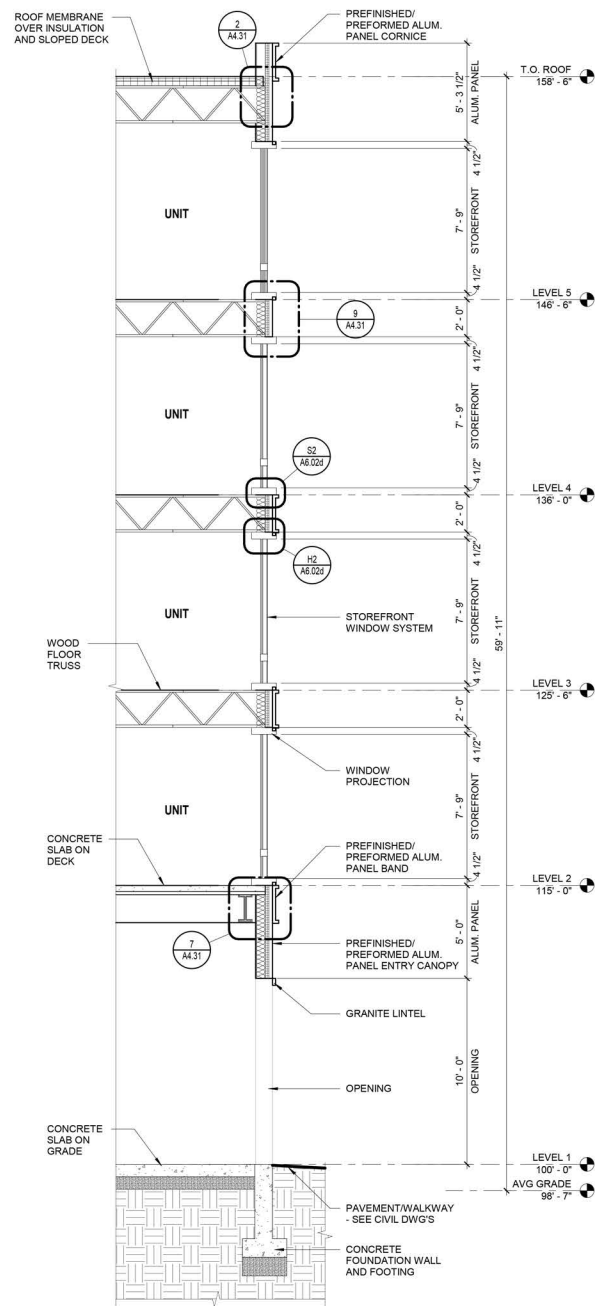 ROOF MEMBRANE
OVER INSULATION
AND SLOPED DECK
2
A4.31
PREFINISHED/
PREFORMED ALUM.
PANEL CORNICE
5' - 3 1/2"
ALUM. PANEL
T.O. ROOF
158' - 6"
4 1/2"
UNIT
7' - 9"
STOREFRONT
4 1/2"
LEVEL 5
146' - 6"
9
A4.31
2' - 0"
4 1/2"
UNIT
7' - 9"
STOREFRONT
S2
A6.02d
4 1/2"
LEVEL 4
136' - 0"
2' - 0"
H2
A6.02d
4 1/2"
UNIT
STOREFRONT
WINDOW SYSTEM
7' - 9"
STOREFRONT
59' - 11"
WOOD
FLOOR
TRUSS
4 1/2"
LEVEL 3
125' - 6"
2' - 0"
WINDOW
PROJECTION
4 1/2"
UNIT
7' - 9"
STOREFRONT
CONCRETE
SLAB ON
DECK
PREFINISHED/
PREFORMED ALUM.
PANEL BAND
4 1/2"
LEVEL 2
115' - 0"
7
A4.31
PREFINISHED/
PREFORMED ALUM.
PANEL ENTRY CANOPY
5' - 0"
ALUM. PANEL
GRANITE LINTEL
OPENING
10' - 0"
OPENING
CONCRETE
SLAB ON
GRADE
LEVEL 1
100' - 0"
AVG GRADE
98' - 7"
PAVEMENT/WALKWAY
- SEE CIVIL DWG'S
CONCRETE
FOUNDATION WALL
AND FOOTING